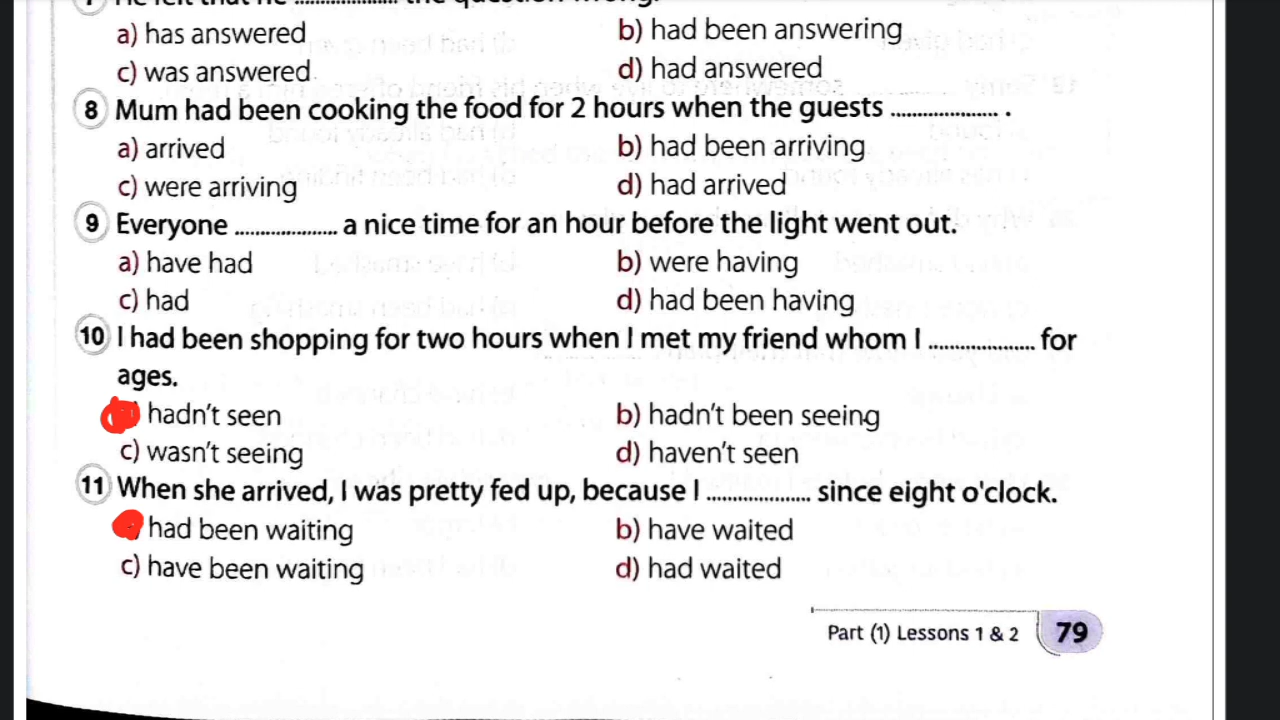 a) has answered
b) had been answering
c) was answered
d) had answered
8 Mum had been cooking the food for 2 hours when the guests .................... .
a) arrived
b) had been arriving
c) were arriving
d) had arrived
9 Everyone ................... a nice time for an hour before the light went out.
a) have had
b) were having
c) had
d) had been having
10 I had been shopping for two hours when I met my friend whom I .................... for
ages.
hadn't seen
b) hadn't been seeing
c) wasn't seeing
d) haven't seen
11 When she arrived, I was pretty fed up, because I .................... since eight o'clock.
had been waiting
b) have waited
c) have been waiting
d) had waited
Part (1) Lessons 1 & 2 79